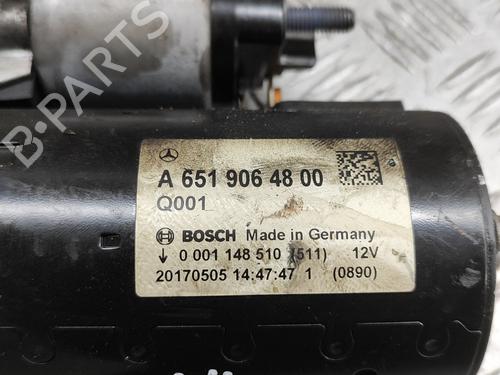 B-PARTS
A 651 906 48 00
Q001
BOSCH Made in Germany
0 001 148 510 (511) 12V
20170505 14:47:47 1 (0890)